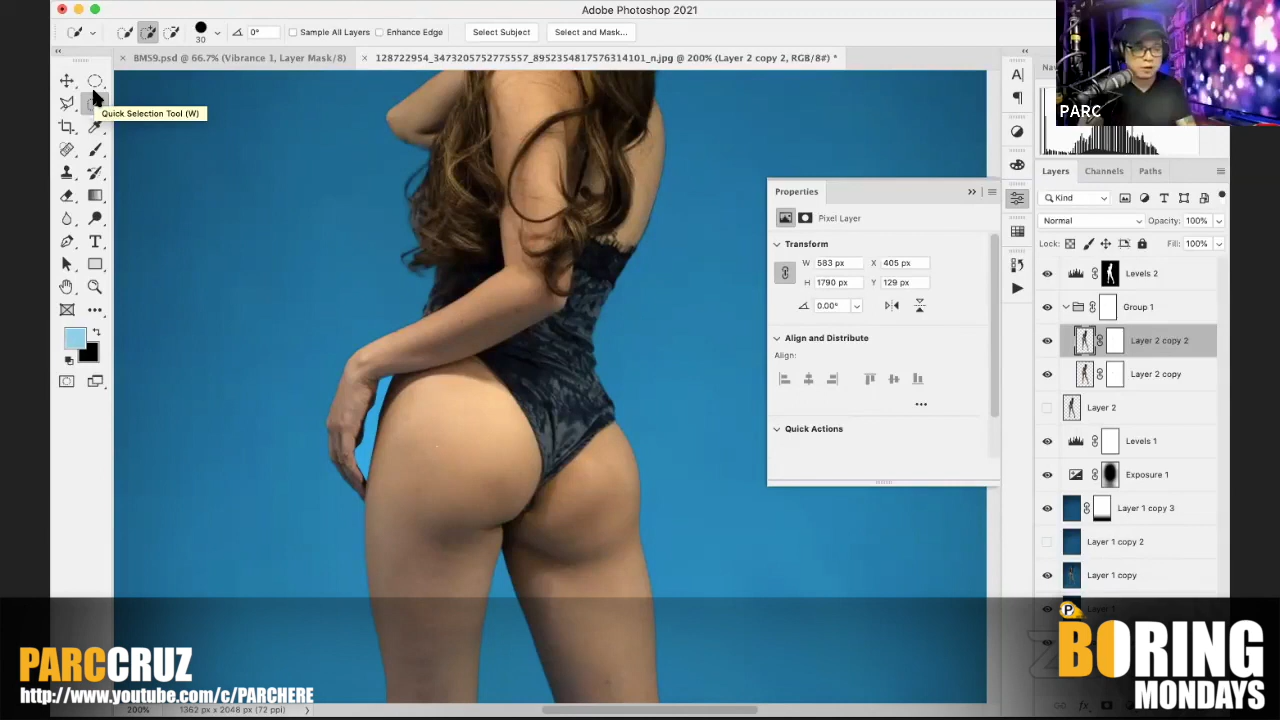 Adobe Photoshop 2021
30
0°
Sample All Layers
Enhance Edge
Select Subject
Select and Mask...
BM59.psd @ 66.7% (Vibrance 1, Layer Mask/8)
128722954_3473205752775557_8952354817576314101_n.jpg @ 200% (Layer 2 copy 2, RGB/8#) *
Quick Selection Tool (W)
PARC
Properties
Pixel Layer
Transform
W 583 px X 405 px
H 1790 px Y 129 px
0.00°
Align and Distribute
Align:
Quick Actions
Layers Channels Paths
Kind
Normal Opacity: 100%
Lock: Fill: 100%
Levels 2
Group 1
Layer 2 copy 2
Layer 2 copy
Layer 2
Levels 1
Exposure 1
Layer 1 copy 3
Layer 1 copy 2
Layer 1 copy
Layer 1
PARCCRUZ
http://www.youtube.com/c/PARCHERE
200% 1362 px x 2048 px (72 ppi)
P
BORING
MONDAYS